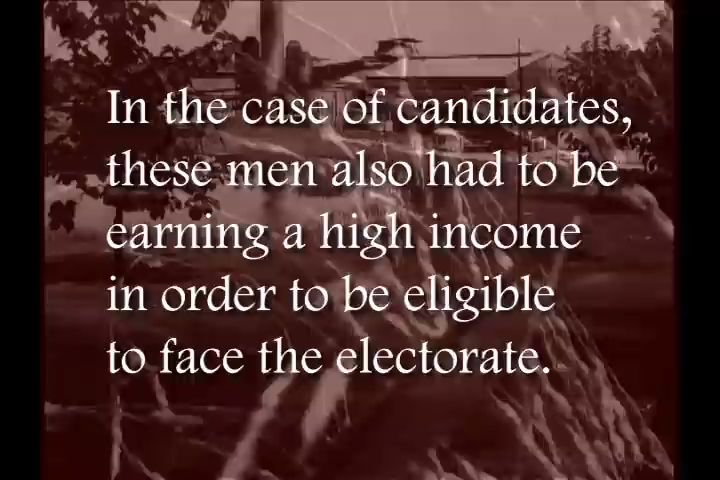 In the case of candidates,
these men also had to be
earning a high income
in order to be eligible
to face the electorate.